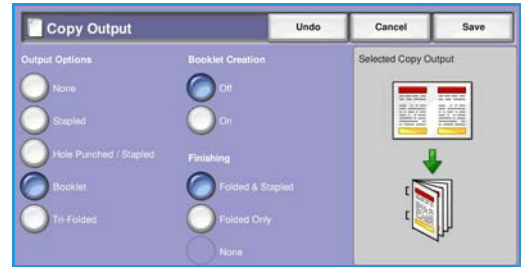 Copy Output
Undo
Cancel
Save
Output Options
None
Stapled
Hole Punched / Stapled
Booklet
Tri-Folded
Booklet Creation
Off
On
Finishing
Folded & Stapled
Folded Only
None
Selected Copy Output